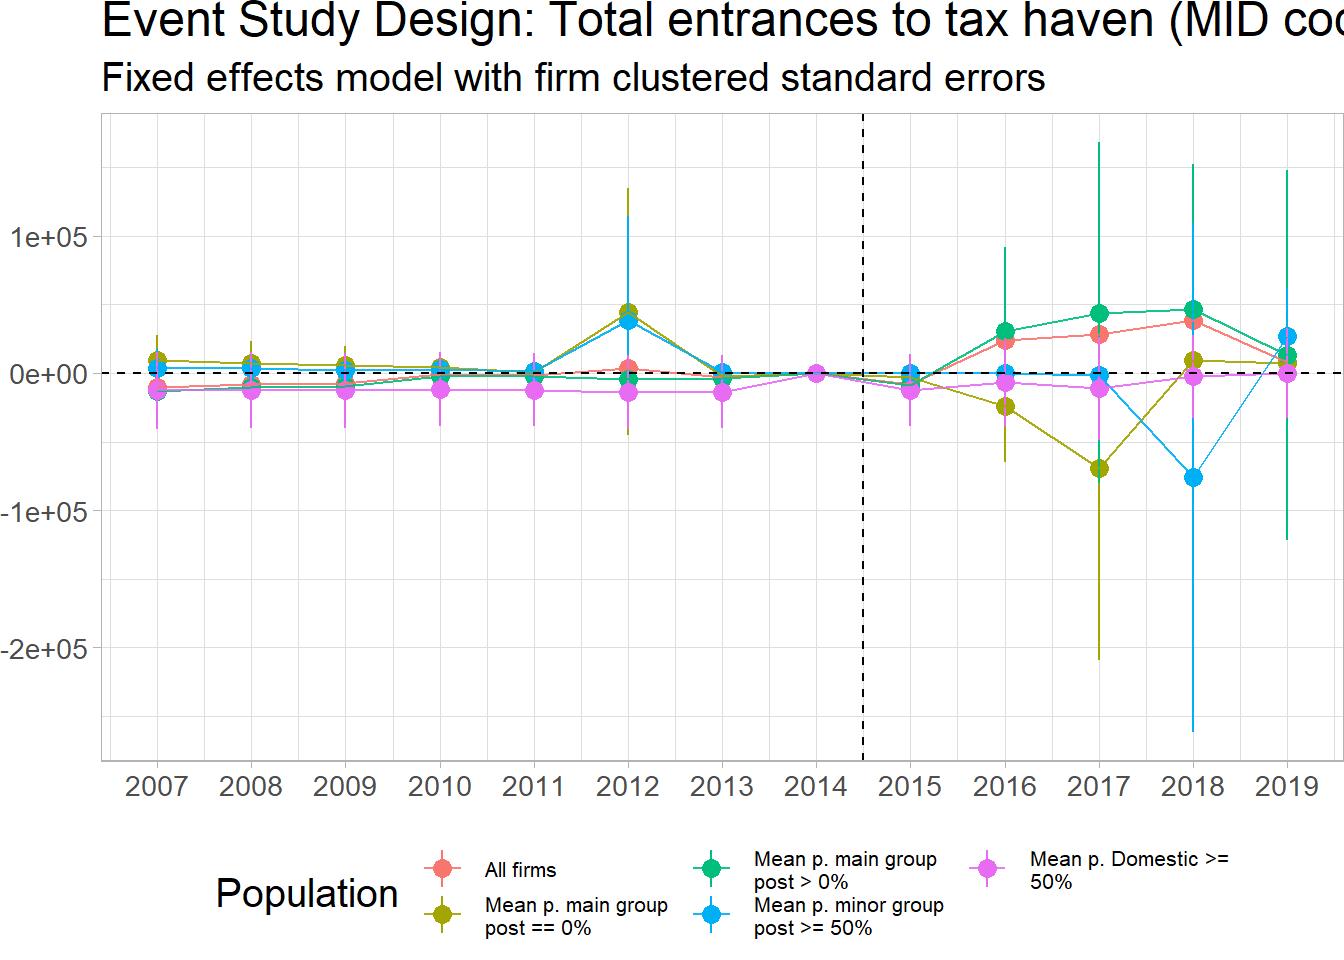 Event Study Design: Total entrances to tax haven (MID
Fixed effects model with firm clustered standard errors
1e+05
0e+00
-1e+05
-2e+05
2007 2008 2009 2010 2011 2012 2013 2014 2015 2016 2017 2018 2019
Population
All firms
Mean p. main group
post == 0%
Mean p. main group
post > 0%
Mean p. minor group
post >= 50%
Mean p. Domestic >=
50%